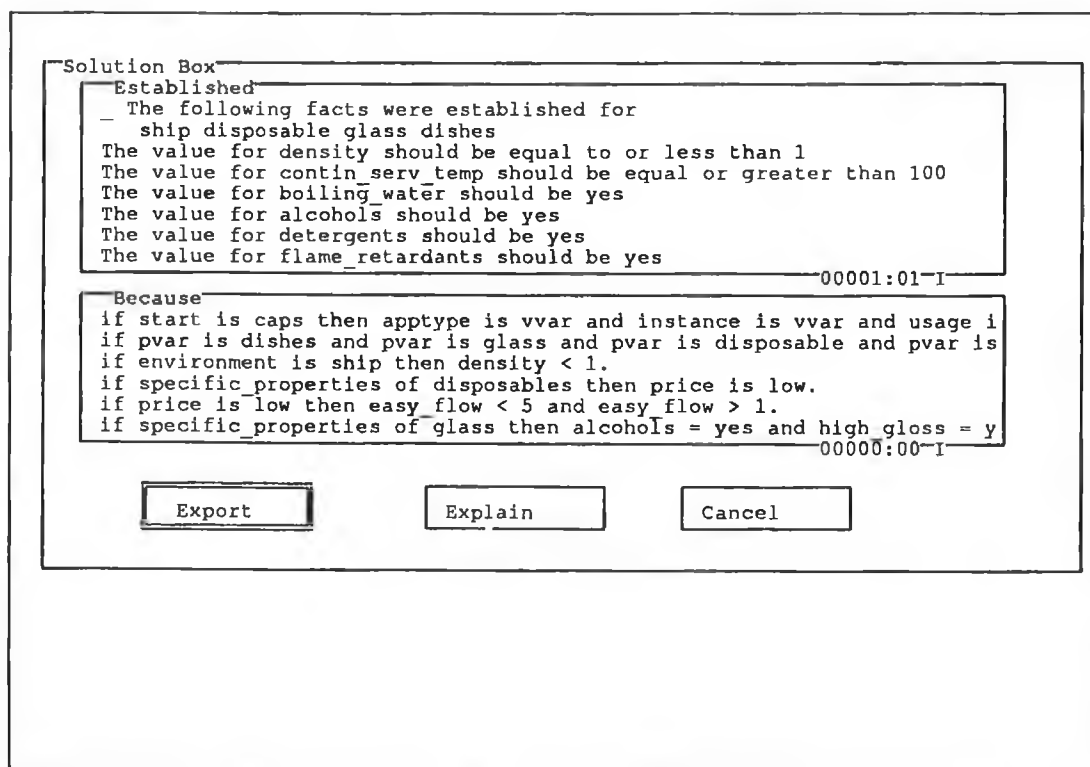 Solution Box
Established
_ The following facts were established for
ship disposable glass dishes
The value for density should be equal to or less than 1
The value for contin_serv_temp should be equal or greater than 100
The value for boiling_water should be yes
The value for alcohols should be yes
The value for detergents should be yes
The value for flame_retardants should be yes
00001:01 I
Because
if start is caps then apptype is vvar and instance is vvar and usage i
if pvar is dishes and pvar is glass and pvar is disposable and pvar is
if environment is ship then density < 1.
if specific_properties of disposables then price is low.
if price is low then easy_flow < 5 and easy_flow > 1.
if specific_properties of glass then alcohols = yes and high_gloss = y
00000:00 I
Export Explain Cancel